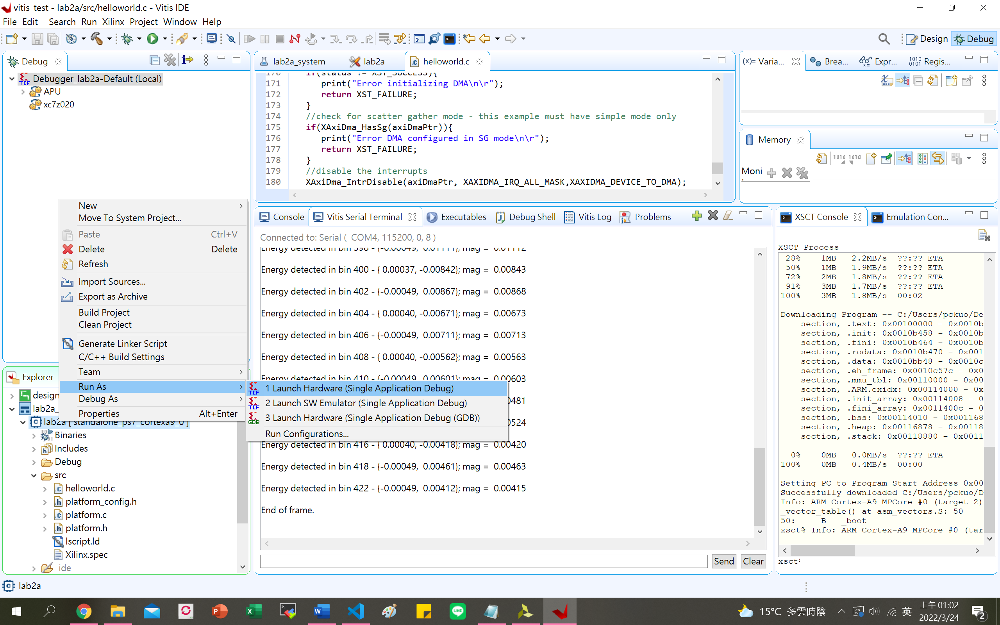 vitis_test - lab2a/src/helloworld.c - Vitis IDE
File Edit Search Run Xilinx Project Window Help
Design
Debug
Debug
Debugger_lab2a-Default (Local)
APU
xc7z020
lab2a_system
lab2a
helloworld.c
170 if(status != XST_SUCCESS){
171 print("Error initializing DMA\n\r");
172 return XST_FAILURE;
173 }
174 //check for scatter gather mode - this example must have simple mode only
175 if(XAxiDma_HasSg(axiDmaPtr)){
176 print("Error DMA configured in SG mode\n\r");
177 return XST_FAILURE;
178 }
179 //disable the interrupts
180 XAxiDma_IntrDisable(axiDmaPtr, XAXIDMA_IRQ_ALL_MASK,XAXIDMA_DEVICE_TO_DMA);
(x)= Varia...
Brea...
Expr...
Regis...
Memory
Moni
New
Move To System Project...
Paste Ctrl+V
Delete Delete
Refresh
Import Sources...
Export as Archive
Build Project
Clean Project
Generate Linker Script
C/C++ Build Settings
Team
Run As
Debug As
Properties Alt+Enter
1 Launch Hardware (Single Application Debug)
2 Launch SW Emulator (Single Application Debug)
3 Launch Hardware (Single Application Debug (GDB))
Run Configurations...
Explorer
design
lab2a_
lab2a [ standalone_ps7_cortexa9_0 ]
Binaries
Includes
Debug
src
helloworld.c
platform_config.h
platform.c
platform.h
lscript.ld
Xilinx.spec
_ide
Console
Vitis Serial Terminal
Executables
Debug Shell
Vitis Log
Problems
Connected to: Serial ( COM4, 115200, 0, 8 )
Energy detected in bin 398 - {-0.00049, 0.01111}; mag = 0.01112
Energy detected in bin 400 - { 0.00037, -0.00842}; mag = 0.00843
Energy detected in bin 402 - {-0.00049, 0.00867}; mag = 0.00868
Energy detected in bin 404 - { 0.00040, -0.00671}; mag = 0.00673
Energy detected in bin 406 - {-0.00049, 0.00711}; mag = 0.00713
Energy detected in bin 408 - { 0.00040, -0.00562}; mag = 0.00563
Energy detected in bin 410 - {-0.00049, 0.00601}; mag = 0.00603
0481
0524
Energy detected in bin 416 - { 0.00040, -0.00418}; mag = 0.00420
Energy detected in bin 418 - {-0.00049, 0.00461}; mag = 0.00463
Energy detected in bin 422 - {-0.00049, 0.00412}; mag = 0.00415
End of frame.
Send
Clear
XSCT Console
Emulation Con...
XSCT Process
28% 1MB 2.2MB/s ??:?? ETA
50% 1MB 1.9MB/s ??:?? ETA
72% 2MB 1.8MB/s ??:?? ETA
91% 3MB 1.7MB/s ??:?? ETA
100% 3MB 1.8MB/s 00:02
Downloading Program -- C:/Users/pckuo/De
section, .text: 0x00100000 - 0x0010b
section, .init: 0x0010b458 - 0x0010b
section, .fini: 0x0010b464 - 0x0010b
section, .rodata: 0x0010b470 - 0x001
section, .data: 0x0010bb48 - 0x0010c
section, .eh_frame: 0x0010c57c - 0x0
section, .mmu_tbl: 0x00110000 - 0x00
section, .ARM.exidx: 0x00114000 - 0x
section, .init_array: 0x00114008 - 0
section, .fini_array: 0x0011400c - 0
section, .bss: 0x00114010 - 0x001168
section, .heap: 0x00116878 - 0x00118
section, .stack: 0x00118880 - 0x0011
0% 0MB 0.0MB/s ??:?? ETA
100% 0MB 0.4MB/s 00:00
Setting PC to Program Start Address 0x00
Successfully downloaded C:/Users/pckuo/D
Info: ARM Cortex-A9 MPCore #0 (target 2)
_vector_table() at asm_vectors.S: 50
50: B _boot
xsct% Info: ARM Cortex-A9 MPCore #0 (tar
xsct%
lab2a
15°C 多雲時陰
英
上午 01:02
2022/3/24
2